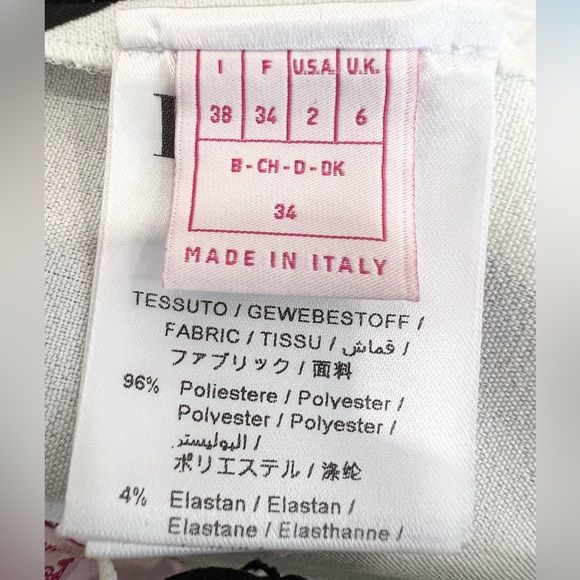 I F U.S.A. U.K.
38 34 2 6
B-CH-D-DK
34
MADE IN ITALY
TESSUTO / GEWEBESTOFF /
FABRIC / TISSU / قماش /
ファブリック / 面料
96% Poliestere / Polyester /
Polyester / Polyester /
البوليستر /
ポリエステル / 涤纶
4% Elastan / Elastan /
Elastane / Elasthanne /